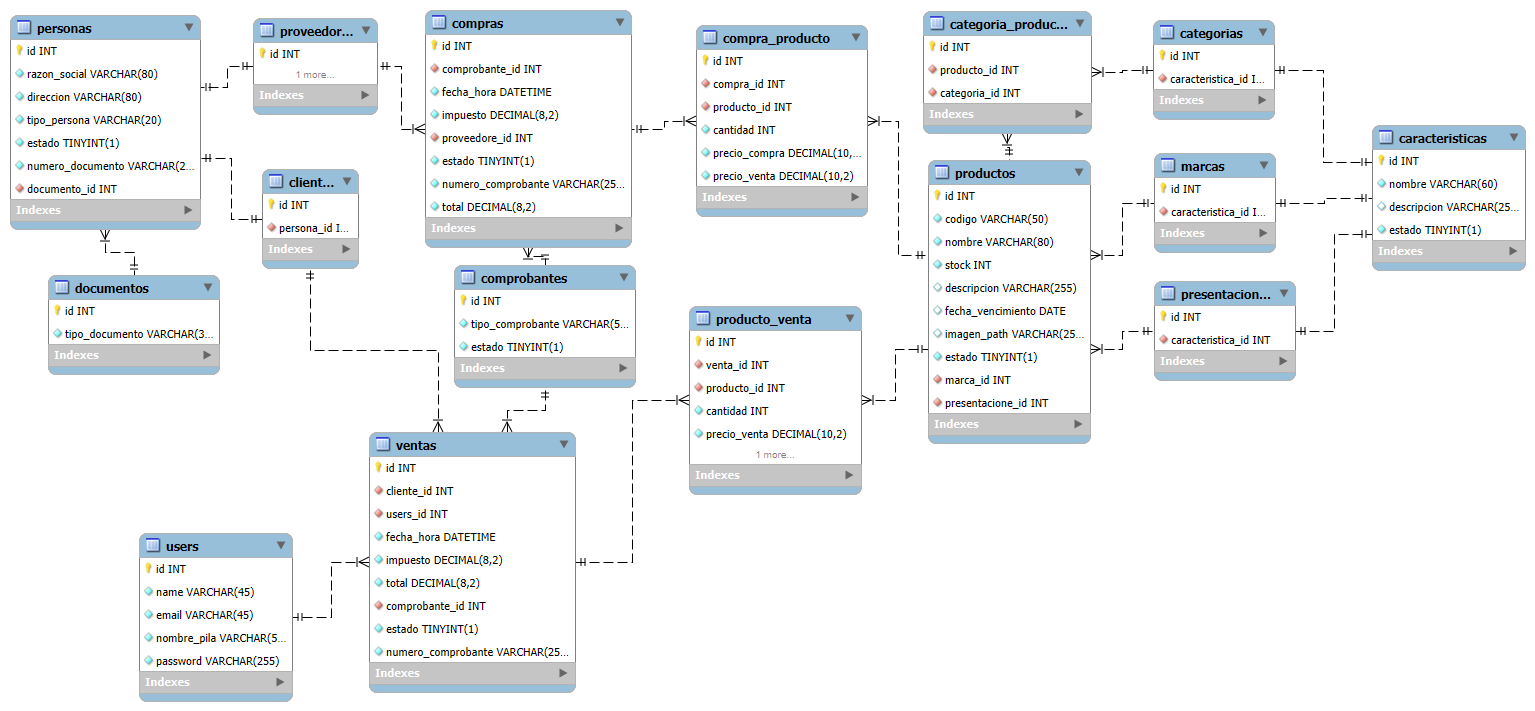 personas
id INT
razon_social VARCHAR(80)
direccion VARCHAR(80)
tipo_persona VARCHAR(20)
estado TINYINT(1)
numero_documento VARCHAR(2...
documento_id INT
Indexes
proveedor...
id INT
1 more...
Indexes
client...
id INT
persona_id I...
Indexes
documentos
id INT
tipo_documento VARCHAR(3...
Indexes
compras
id INT
comprobante_id INT
fecha_hora DATETIME
impuesto DECIMAL(8,2)
proveedore_id INT
estado TINYINT(1)
numero_comprobante VARCHAR(25...
total DECIMAL(8,2)
Indexes
comprobantes
id INT
tipo_comprobante VARCHAR(5...
estado TINYINT(1)
Indexes
compra_producto
id INT
compra_id INT
producto_id INT
cantidad INT
precio_compra DECIMAL(10,...
precio_venta DECIMAL(10,2)
Indexes
categoria_produc...
id INT
producto_id INT
categoria_id INT
Indexes
categorias
id INT
caracteristica_id I...
Indexes
caracteristicas
id INT
nombre VARCHAR(60)
descripcion VARCHAR(25...
estado TINYINT(1)
Indexes
marcas
id INT
caracteristica_id I...
Indexes
presentacion...
id INT
caracteristica_id INT
Indexes
productos
id INT
codigo VARCHAR(50)
nombre VARCHAR(80)
stock INT
descripcion VARCHAR(255)
fecha_vencimiento DATE
imagen_path VARCHAR(25...
estado TINYINT(1)
marca_id INT
presentacione_id INT
Indexes
producto_venta
id INT
venta_id INT
producto_id INT
cantidad INT
precio_venta DECIMAL(10,2)
1 more...
Indexes
ventas
id INT
cliente_id INT
users_id INT
fecha_hora DATETIME
impuesto DECIMAL(8,2)
total DECIMAL(8,2)
comprobante_id INT
estado TINYINT(1)
numero_comprobante VARCHAR(25...
Indexes
users
id INT
name VARCHAR(45)
email VARCHAR(45)
nombre_pila VARCHAR(5...
password VARCHAR(255)
Indexes